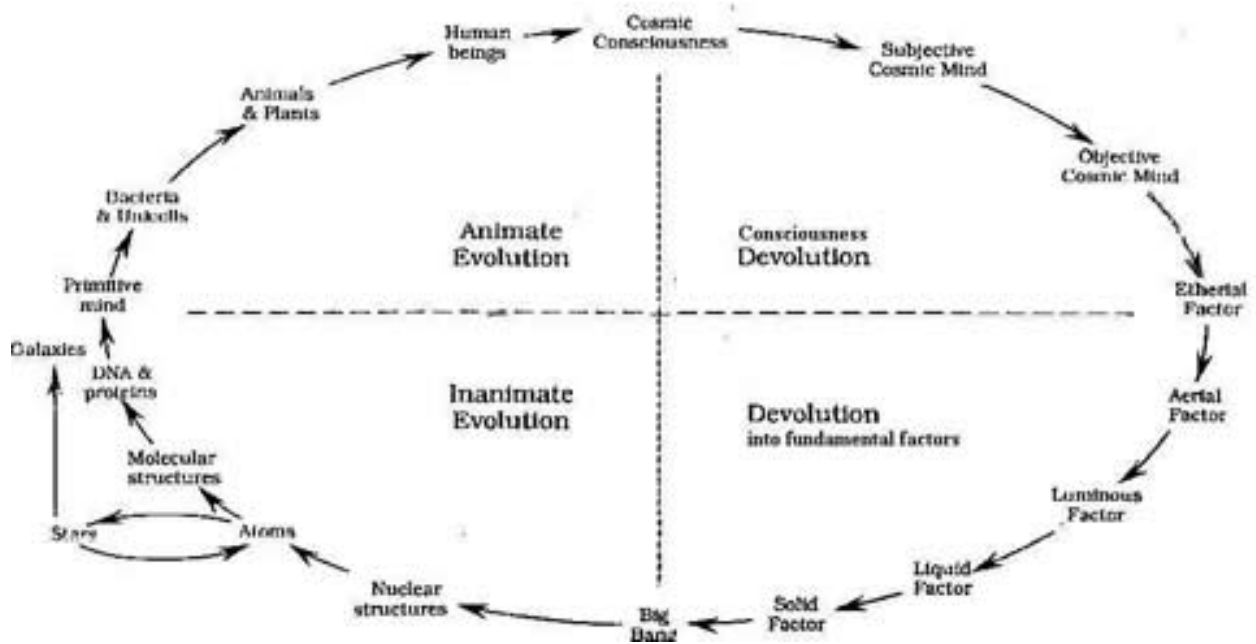 Cosmic
Consciousness
Subjective
Cosmic Mind
Objective
Cosmic Mind
Etherial
Factor
Aerial
Factor
Luminous
Factor
Liquid
Factor
Solid
Factor
Big
Bang
Nuclear
structures
Atoms
Stars
Galaxies
Molecular
structures
DNA &
proteins
Primitive
mind
Bacteria
& Unicells
Animals
& Plants
Human
beings
Animate
Evolution
Consciousness
Devolution
Inanimate
Evolution
Devolution
into fundamental factors